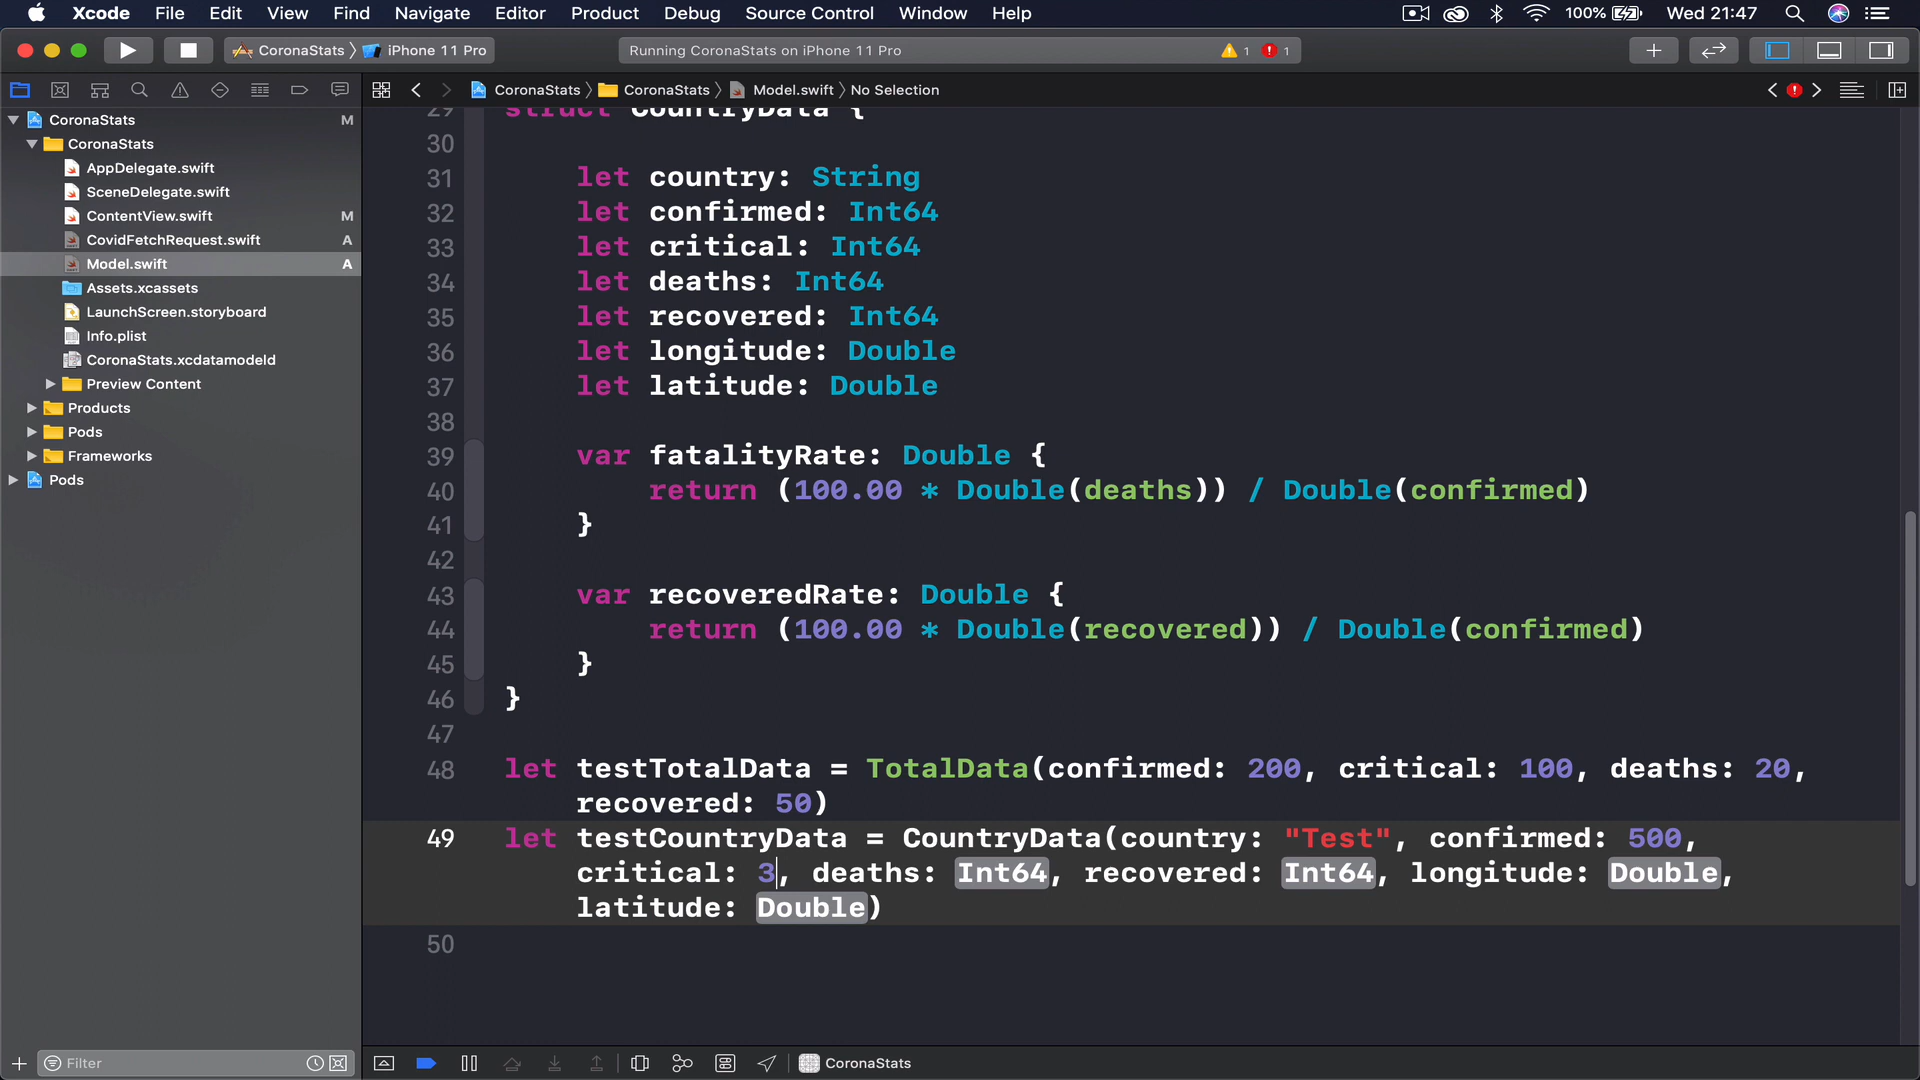 Xcode File Edit View Find Navigate Editor Product Debug Source Control Window Help 100% Wed 21:47
CoronaStats iPhone 11 Pro Running CoronaStats on iPhone 11 Pro 1 1
CoronaStats CoronaStats Model.swift No Selection
CoronaStats M
CoronaStats
AppDelegate.swift
SceneDelegate.swift
ContentView.swift M
CovidFetchRequest.swift A
Model.swift A
Assets.xcassets
LaunchScreen.storyboard
Info.plist
CoronaStats.xcdatamodeld
Preview Content
Products
Pods
Frameworks
Pods
29 struct CountryData {
30
31 let country: String
32 let confirmed: Int64
33 let critical: Int64
34 let deaths: Int64
35 let recovered: Int64
36 let longitude: Double
37 let latitude: Double
38
39 var fatalityRate: Double {
40 return (100.00 * Double(deaths)) / Double(confirmed)
41 }
42
43 var recoveredRate: Double {
44 return (100.00 * Double(recovered)) / Double(confirmed)
45 }
46 }
47
48 let testTotalData = TotalData(confirmed: 200, critical: 100, deaths: 20,
recovered: 50)
49 let testCountryData = CountryData(country: "Test", confirmed: 500,
critical: 3, deaths: Int64, recovered: Int64, longitude: Double,
latitude: Double)
50
Filter
CoronaStats